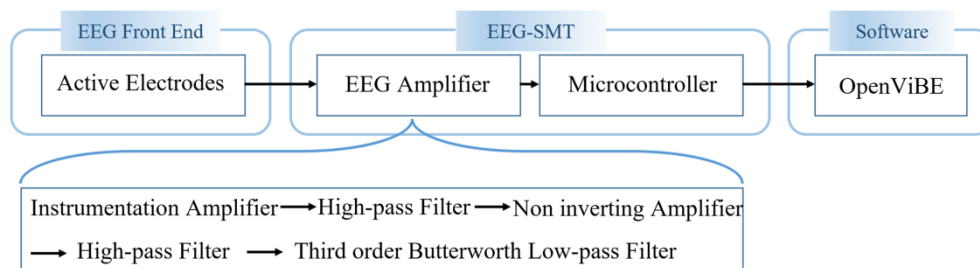 EEG Front End
EEG-SMT
Software
Active Electrodes
EEG Amplifier
Microcontroller
OpenViBE
Instrumentation Amplifier High-pass Filter Non inverting Amplifier
High-pass Filter Third order Butterworth Low-pass Filter